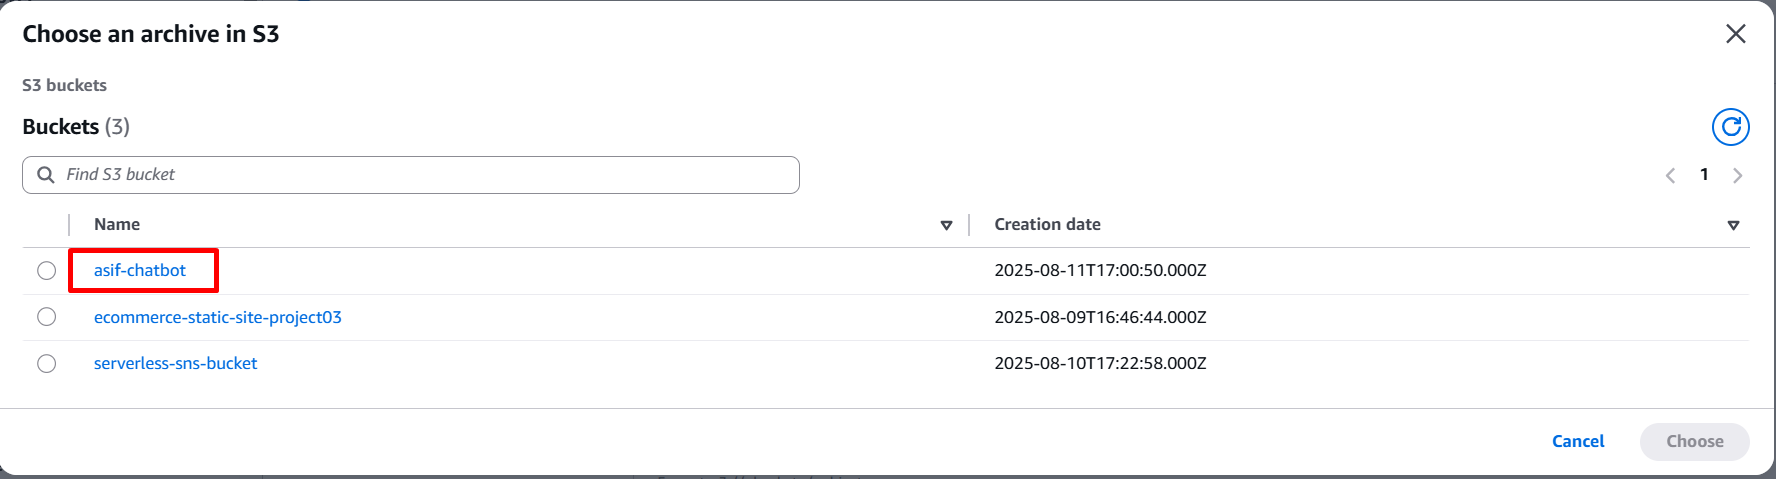 Choose an archive in S3
S3 buckets
Buckets (3)
Find S3 bucket
1
Name Creation date
asif-chatbot 2025-08-11T17:00:50.000Z
ecommerce-static-site-project03 2025-08-09T16:46:44.000Z
serverless-sns-bucket 2025-08-10T17:22:58.000Z
Cancel Choose